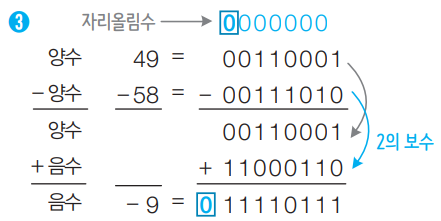 ❸ 자리올림수 → 0000000
양수 49 = 00110001
－양수 －58 = － 00111010
양수 00110001
2의 보수
＋음수 ＋ 11000110
음수 －9 = 0 11110111